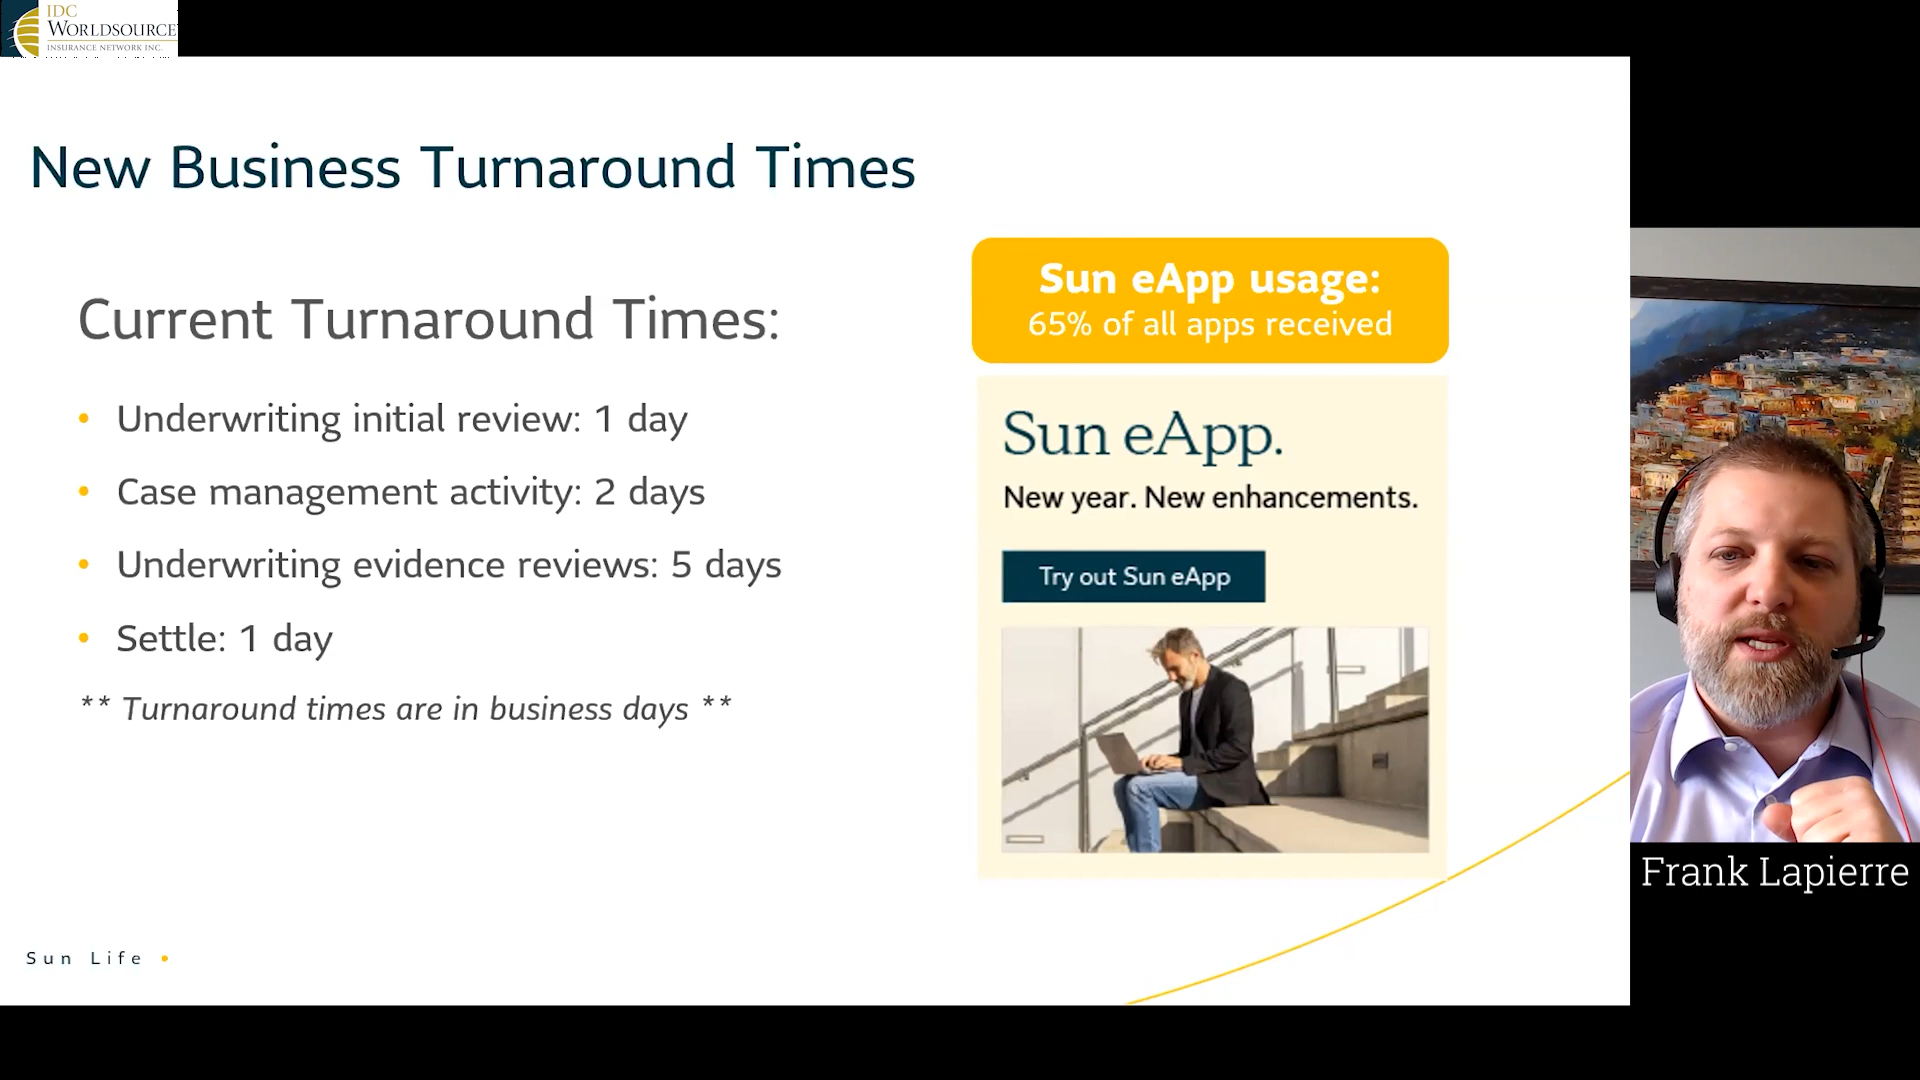 IDC
WORLDSOURCE
INSURANCE NETWORK INC.
New Business Turnaround Times
Current Turnaround Times:
• Underwriting initial review: 1 day
• Case management activity: 2 days
• Underwriting evidence reviews: 5 days
• Settle: 1 day
** Turnaround times are in business days **
Sun eApp usage:
65% of all apps received
Sun eApp.
New year. New enhancements.
Try out Sun eApp
Frank Lapierre
Sun Life